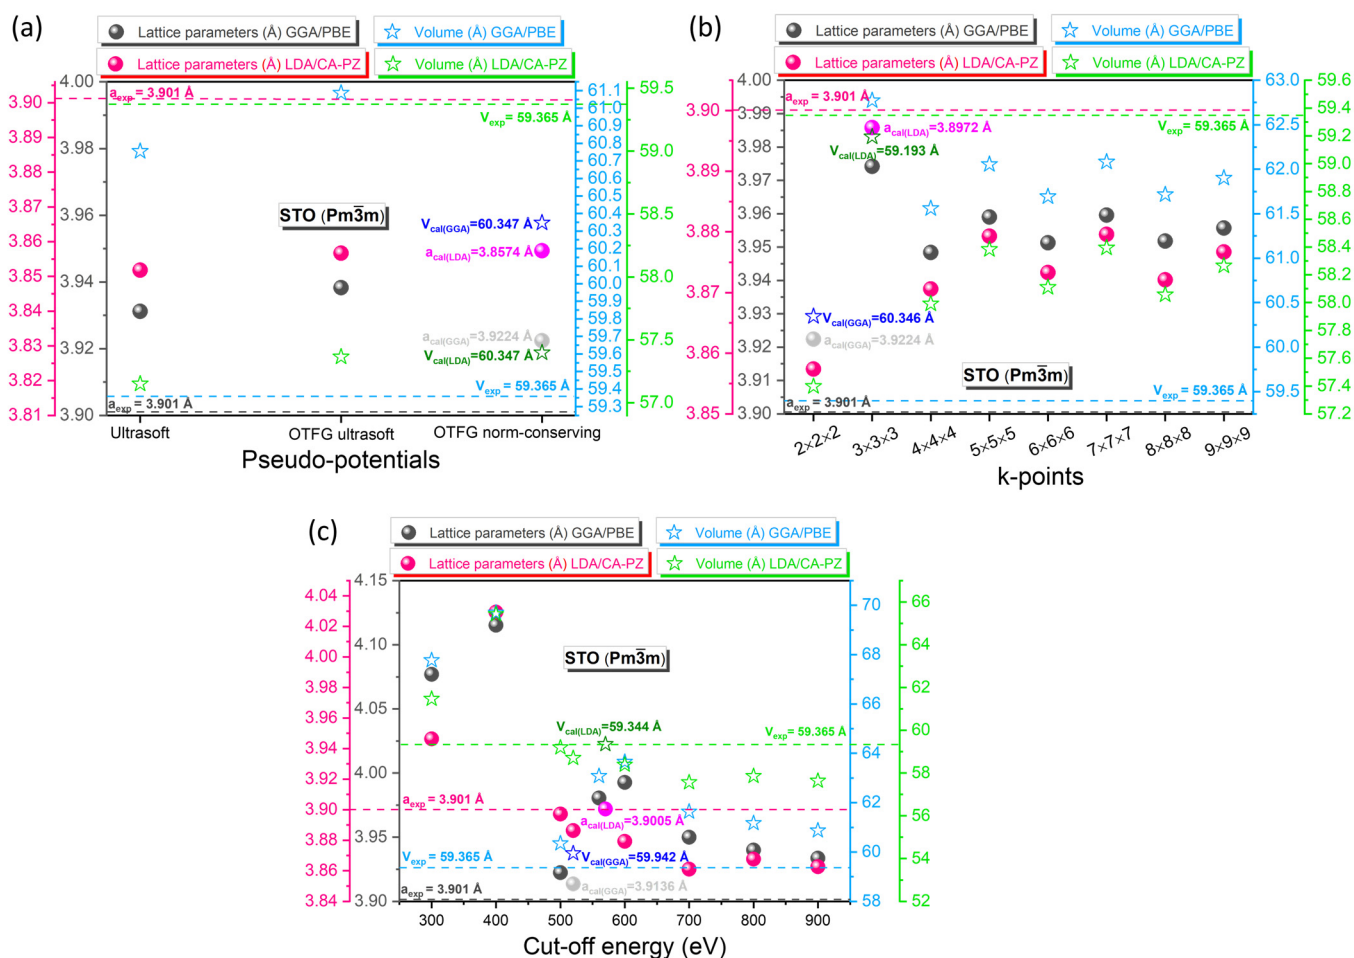 (a)
Lattice parameters (Å) GGA/PBE
Volume (Å) GGA/PBE
Lattice parameters (Å) LDA/CA-PZ
Volume (Å) LDA/CA-PZ
3.90
3.89
3.88
3.87
3.86
3.85
3.84
3.83
3.82
3.81
4.00
3.98
3.96
3.94
3.92
3.90
a_exp = 3.901 Å
V_exp = 59.365 Å
STO (Pm3̅m)
V_cal(GGA)=60.347 Å
a_cal(LDA)=3.8574 Å
a_cal(GGA)=3.9224 Å
V_cal(LDA)=60.347 Å
V_exp = 59.365 Å
a_exp = 3.901 Å
61.1
61.0
60.9
60.8
60.7
60.6
60.5
60.4
60.3
60.2
60.1
60.0
59.9
59.8
59.7
59.6
59.5
59.4
59.3
59.5
59.0
58.5
58.0
57.5
57.0
Ultrasoft
OTFG ultrasoft
OTFG norm-conserving
Pseudo-potentials
(b)
Lattice parameters (Å) GGA/PBE
Volume (Å) GGA/PBE
Lattice parameters (Å) LDA/CA-PZ
Volume (Å) LDA/CA-PZ
3.90
3.89
3.88
3.87
3.86
3.85
4.00
3.99
3.98
3.97
3.96
3.95
3.94
3.93
3.92
3.91
3.90
a_exp = 3.901 Å
V_exp = 59.365 Å
a_cal(LDA)=3.8972 Å
V_cal(LDA)=59.193 Å
V_cal(GGA)=60.346 Å
a_cal(GGA)=3.9224 Å
STO (Pm3̅m)
V_exp = 59.365 Å
a_exp = 3.901 Å
63.0
62.5
62.0
61.5
61.0
60.5
60.0
59.5
59.6
59.4
59.2
59.0
58.8
58.6
58.4
58.2
58.0
57.8
57.6
57.4
57.2
2×2×2
3×3×3
4×4×4
5×5×5
6×6×6
7×7×7
8×8×8
9×9×9
k-points
(c)
Lattice parameters (Å) GGA/PBE
Volume (Å) GGA/PBE
Lattice parameters (Å) LDA/CA-PZ
Volume (Å) LDA/CA-PZ
4.04
4.02
4.00
3.98
3.96
3.94
3.92
3.90
3.88
3.86
3.84
4.15
4.10
4.05
4.00
3.95
3.90
STO (Pm3̅m)
V_cal(LDA)=59.344 Å
V_exp = 59.365 Å
a_exp = 3.901 Å
a_cal(LDA)=3.9005 Å
V_exp = 59.365 Å
V_cal(GGA)=59.942 Å
a_exp = 3.901 Å
a_cal(GGA)=3.9136 Å
70
68
66
64
62
60
58
66
64
62
60
58
56
54
52
300
400
500
600
700
800
900
Cut-off energy (eV)